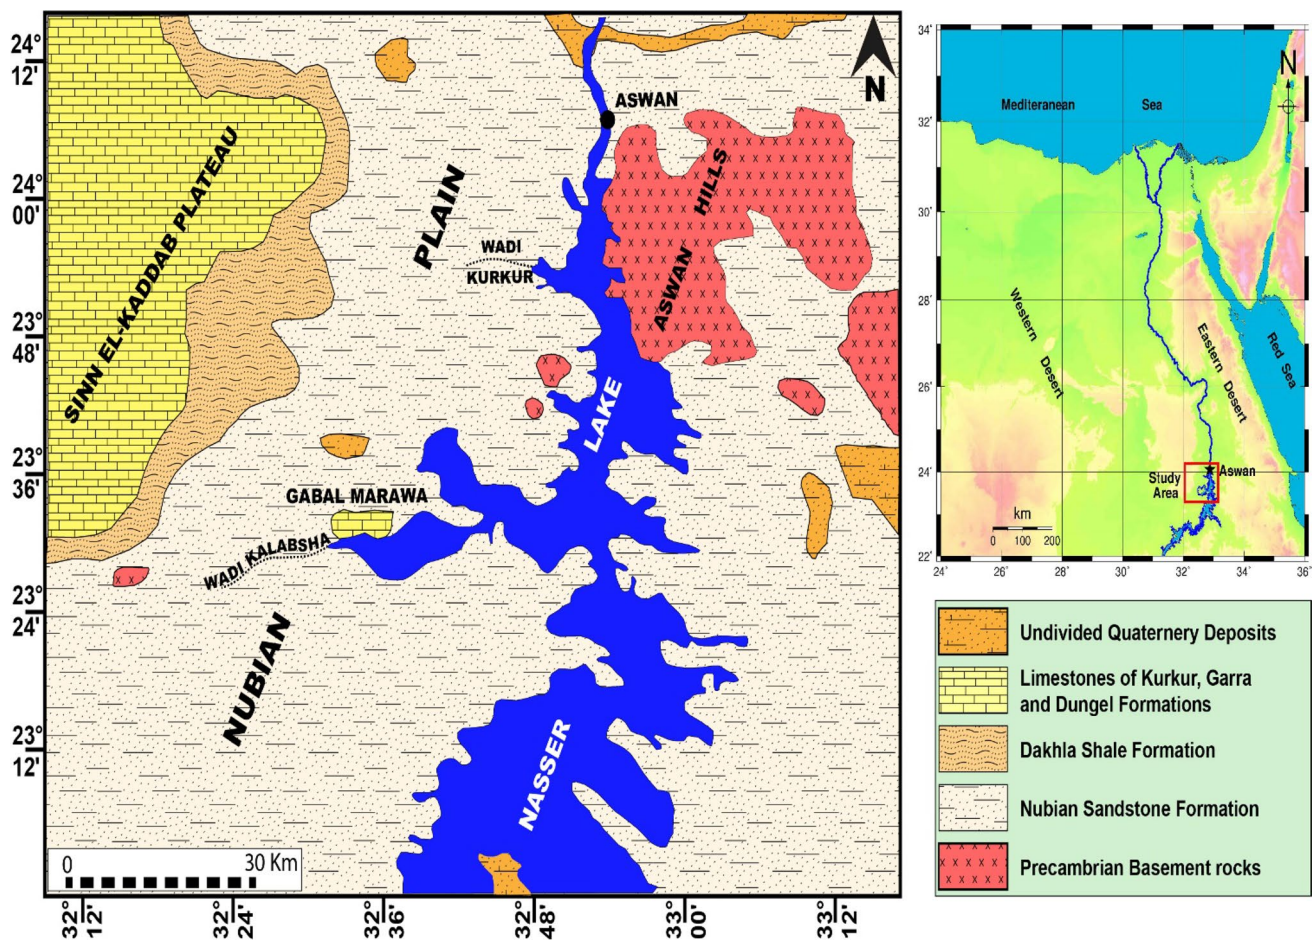 24°
12'
24°
00'
23°
48'
23°
36'
23°
24'
23°
12'
N
ASWAN
SINN EL-KADDAB PLATEAU
PLAIN
ASWAN HILLS
WADI
KURKUR
LAKE
GABAL MARAWA
WADI KALABSHA
NUBIAN
NASSER
0 30 Km
32°
12'
32°
24'
32°
36'
32°
48'
33°
00'
33°
12'
34°
32°
30°
28°
26°
24°
22°
N
Mediteranean Sea
Western Desert
Eastern Desert
Red Sea
Study
Area
Aswan
km
0 100 200
24° 26° 28° 30° 32° 34° 36°
Undivided Quaternery Deposits
Limestones of Kurkur, Garra
and Dungel Formations
Dakhla Shale Formation
Nubian Sandstone Formation
Precambrian Basement rocks